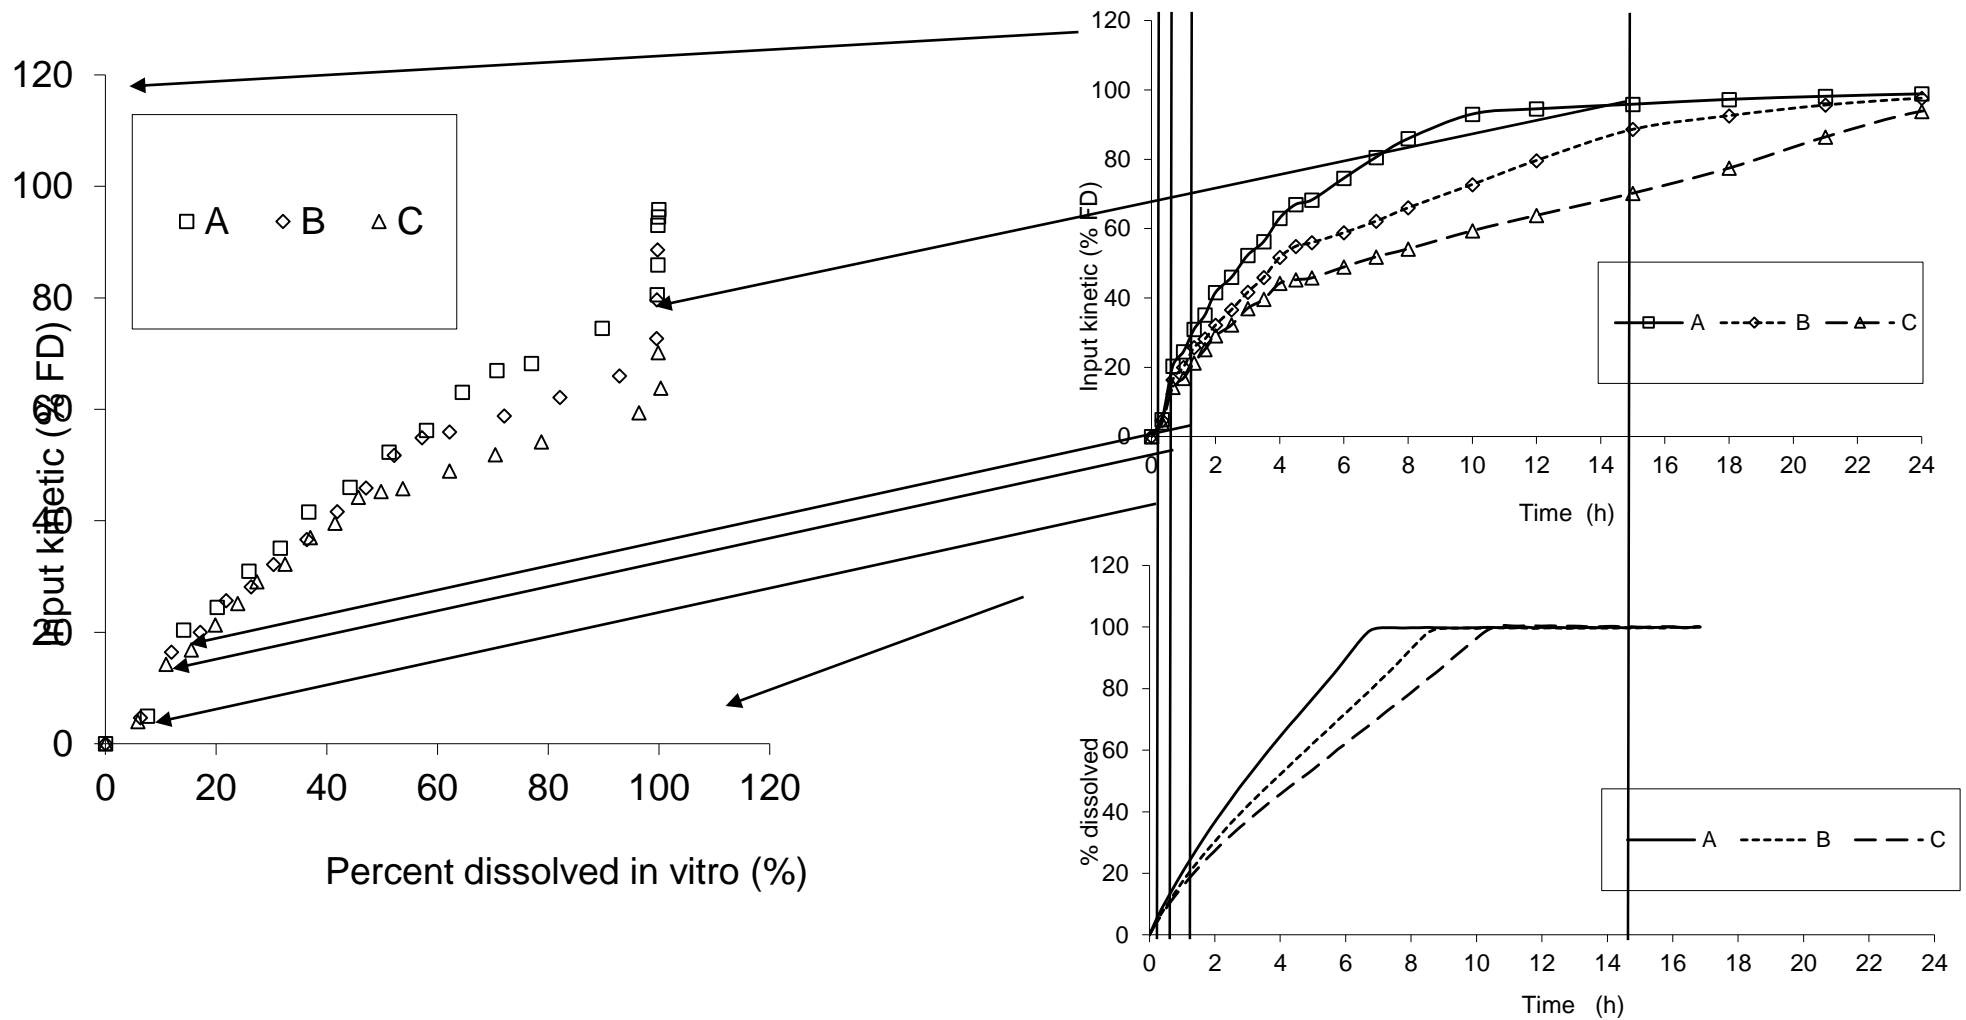 120
100
80
60
40
20
0
Input kinetic (% FD)
A B C
0 20 40 60 80 100 120
Percent dissolved in vitro (%)
120
100
80
60
40
20
0
Input kinetic (% FD)
A B C
0 2 4 6 8 10 12 14 16 18 20 22 24
Time (h)
120
100
80
60
40
20
0
% dissolved
A B C
0 2 4 6 8 10 12 14 16 18 20 22 24
Time (h)